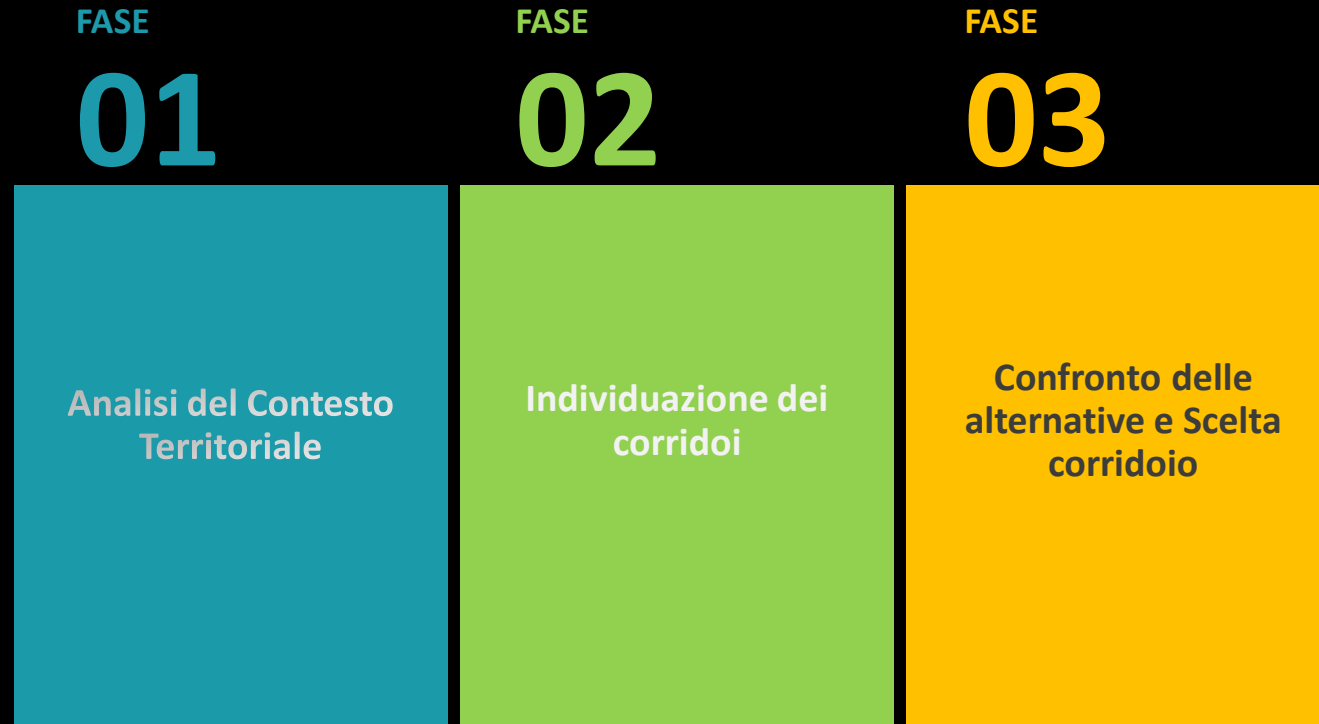 FASE
01
Analisi del Contesto
Territoriale
FASE
02
Individuazione dei
corridoi
FASE
03
Confronto delle
alternative e Scelta
corridoio